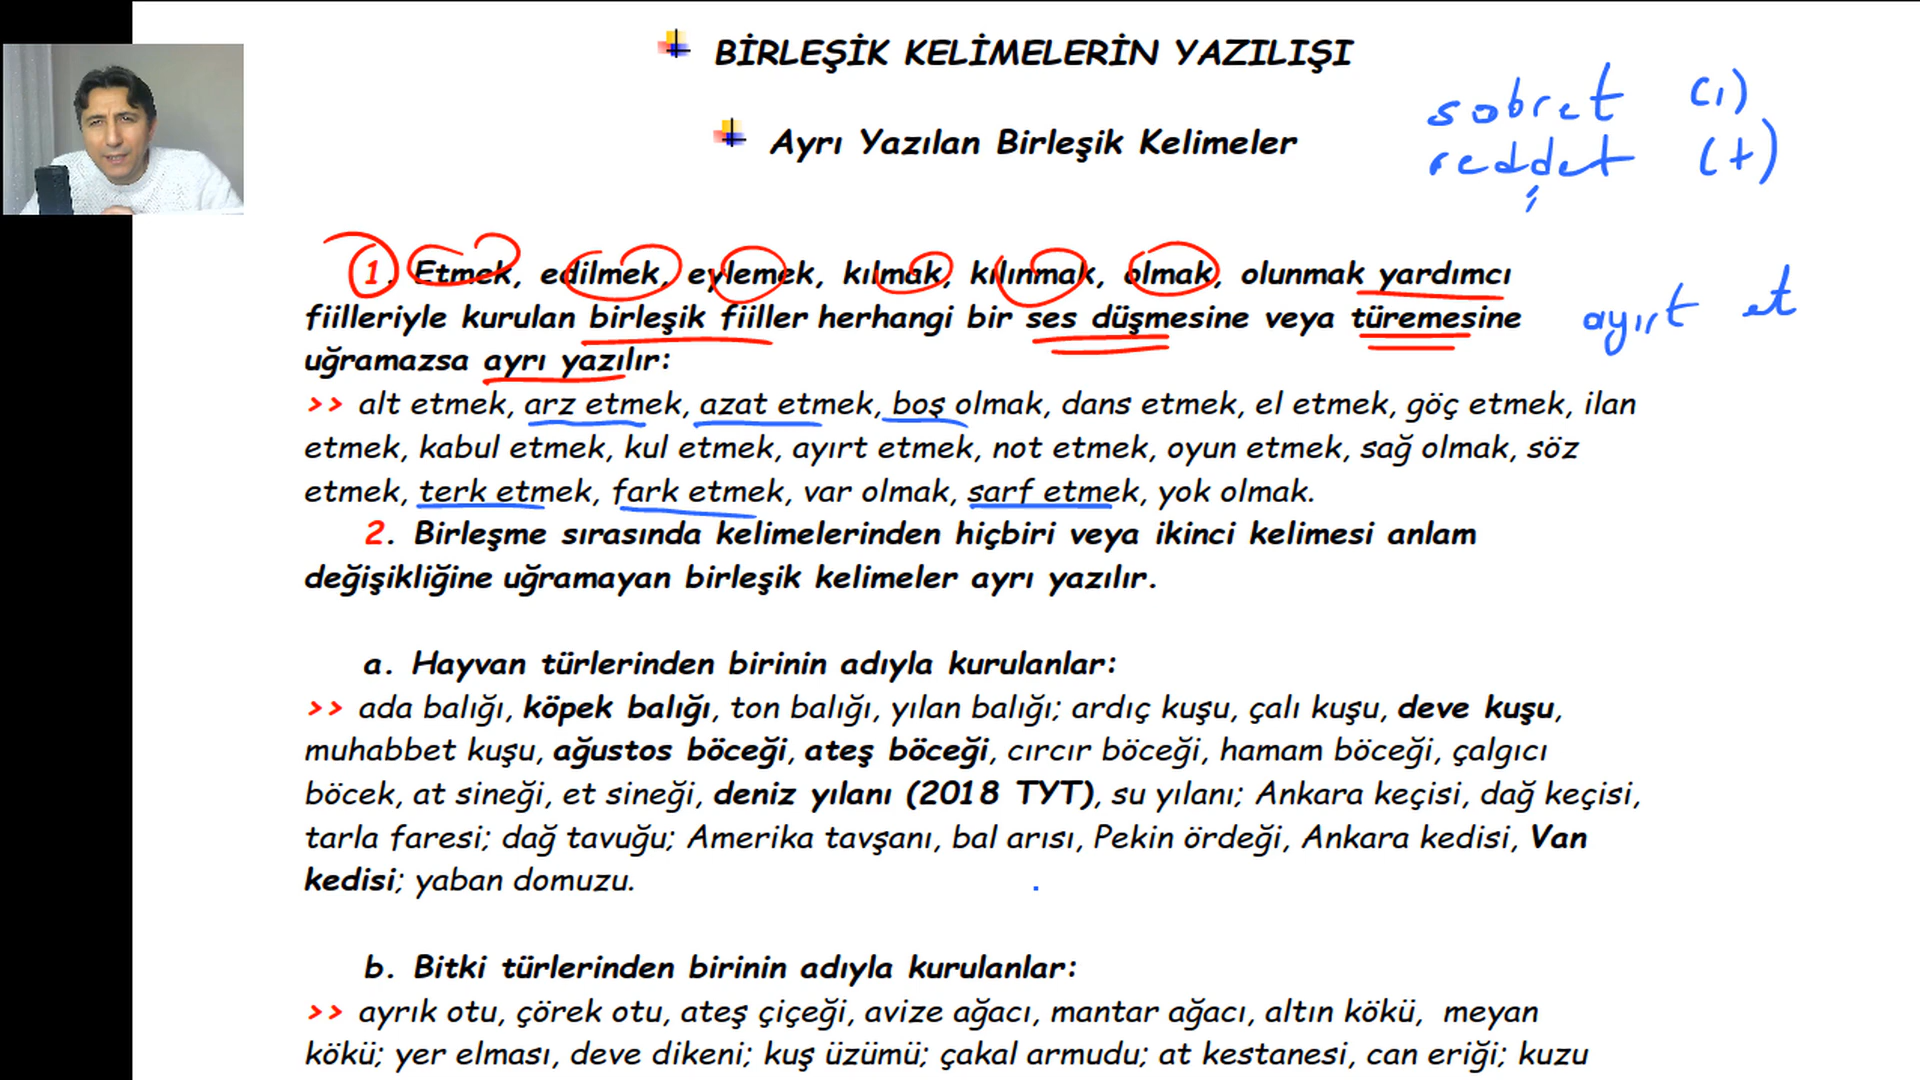 BİRLEŞİK KELİMELERİN YAZILIŞI
Ayrı Yazılan Birleşik Kelimeler
sabret (ı)
reddet (+)
1. Etmek, edilmek, eylemek, kılmak, kılınmak, olmak, olunmak yardımcı
fiilleriyle kurulan birleşik fiiller herhangi bir ses düşmesine veya türemesine
ayırt et
uğramazsa ayrı yazılır:
>> alt etmek, arz etmek, azat etmek, boş olmak, dans etmek, el etmek, göç etmek, ilan
etmek, kabul etmek, kul etmek, ayırt etmek, not etmek, oyun etmek, sağ olmak, söz
etmek, terk etmek, fark etmek, var olmak, sarf etmek, yok olmak.
2. Birleşme sırasında kelimelerinden hiçbiri veya ikinci kelimesi anlam
değişikliğine uğramayan birleşik kelimeler ayrı yazılır.
a. Hayvan türlerinden birinin adıyla kurulanlar:
>> ada balığı, köpek balığı, ton balığı, yılan balığı; ardıç kuşu, çalı kuşu, deve kuşu,
muhabbet kuşu, ağustos böceği, ateş böceği, cırcır böceği, hamam böceği, çalgıcı
böcek, at sineği, et sineği, deniz yılanı (2018 TYT), su yılanı; Ankara keçisi, dağ keçisi,
tarla faresi; dağ tavuğu; Amerika tavşanı, bal arısı, Pekin ördeği, Ankara kedisi, Van
kedisi; yaban domuzu.
b. Bitki türlerinden birinin adıyla kurulanlar:
>> ayrık otu, çörek otu, ateş çiçeği, avize ağacı, mantar ağacı, altın kökü, meyan
kökü; yer elması, deve dikeni; kuş üzümü; çakal armudu; at kestanesi, can eriği; kuzu